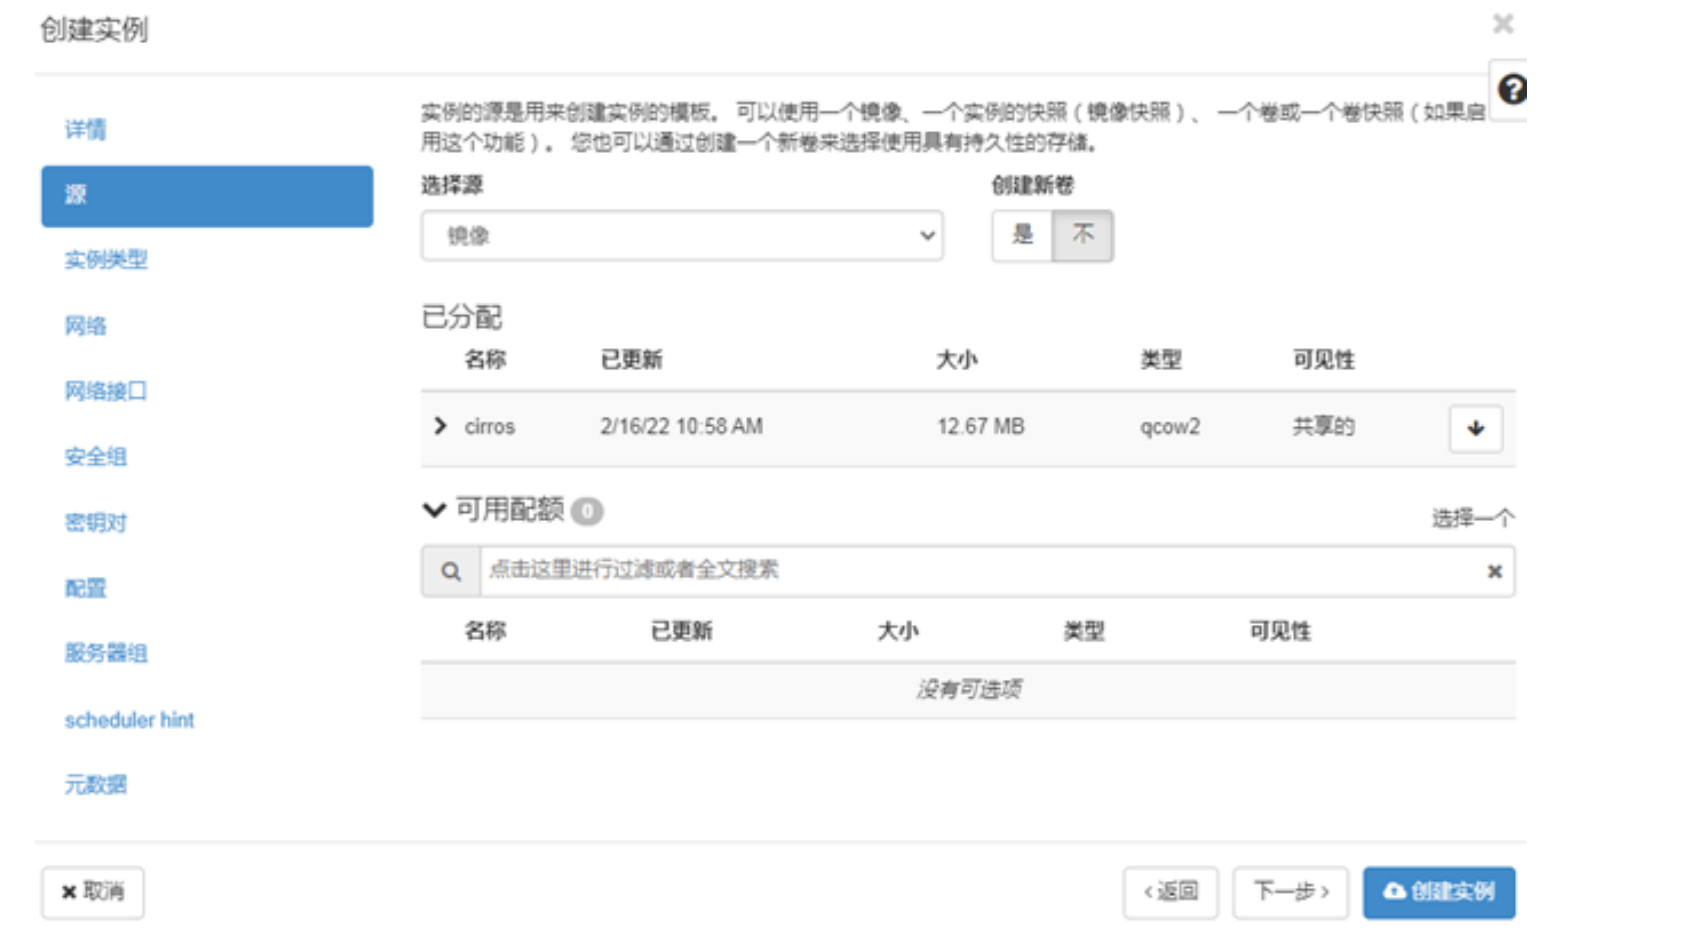 创建实例
详情
源
实例类型
网络
网络接口
安全组
密钥对
配置
服务器组
scheduler hint
元数据
实例的源是用来创建实例的模板。 可以使用一个镜像、一个实例的快照（镜像快照）、 一个卷或一个卷快照（如果启
用这个功能）。 您也可以通过创建一个新卷来选择使用具有持久性的存储。
选择源 创建新卷
镜像 是 不
已分配
名称 已更新 大小 类型 可见性
cirros 2/16/22 10:58 AM 12.67 MB qcow2 共享的
可用配额 0 选择一个
点击这里进行过滤或者全文搜索
名称 已更新 大小 类型 可见性
没有可选项
取消 ‹返回 下一步› 创建实例